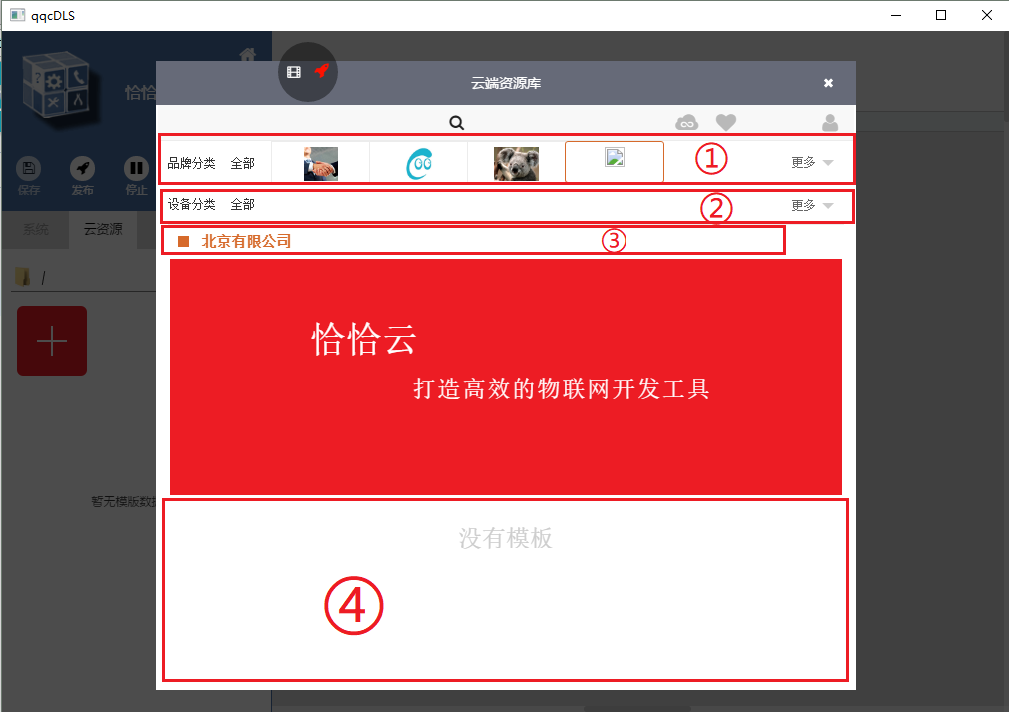 qqcDLS
恰恰
云端资源库
品牌分类 全部 ① 更多
保存 发布 停止
设备分类 全部 ② 更多
系统 云资源
北京有限公司 ③
/
恰恰云
打造高效的物联网开发工具
暂无模版数据
没有模板
④